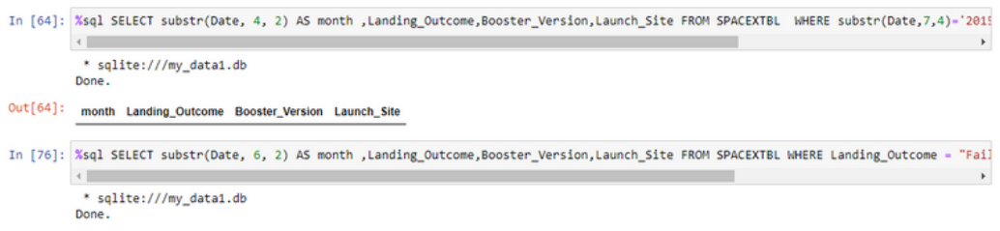 In [64]: %sql SELECT substr(Date, 4, 2) AS month ,Landing_Outcome,Booster_Version,Launch_Site FROM SPACEXTBL  WHERE substr(Date,7,4)='2015
* sqlite:///my_data1.db
Done.
Out[64]: month Landing_Outcome Booster_Version Launch_Site
In [76]: %sql SELECT substr(Date, 6, 2) AS month ,Landing_Outcome,Booster_Version,Launch_Site FROM SPACEXTBL WHERE Landing_Outcome = "Fail
* sqlite:///my_data1.db
Done.